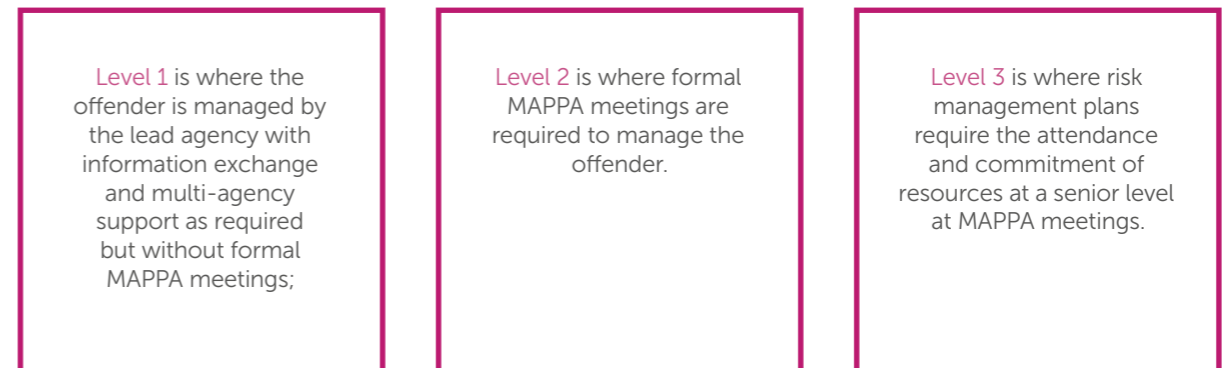 Level 1 is where the
offender is managed by
the lead agency with
information exchange
and multi-agency
support as required
but without formal
MAPPA meetings;
Level 2 is where formal
MAPPA meetings are
required to manage the
offender.
Level 3 is where risk
management plans
require the attendance
and commitment of
resources at a senior level
at MAPPA meetings.